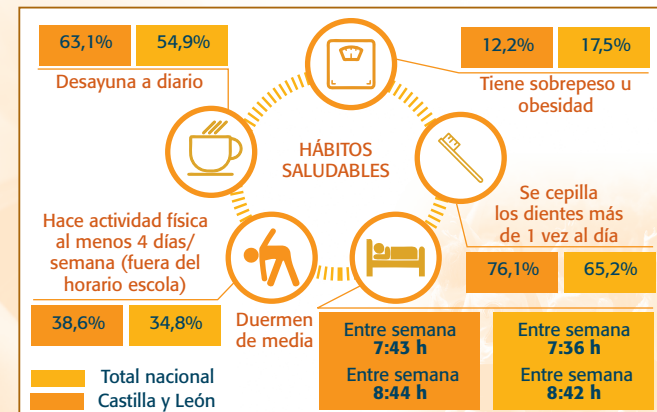 63,1% 54,9%
Desayuna a diario
12,2% 17,5%
Tiene sobrepeso u
obesidad
HÁBITOS
SALUDABLES
Se cepilla
los dientes más
de 1 vez al día
76,1% 65,2%
Hace actividad física
al menos 4 días/
semana (fuera del
horario escola)
38,6% 34,8%
Duermen
de media
Entre semana
7:43 h
Entre semana
8:44 h
Entre semana
7:36 h
Entre semana
8:42 h
Total nacional
Castilla y León